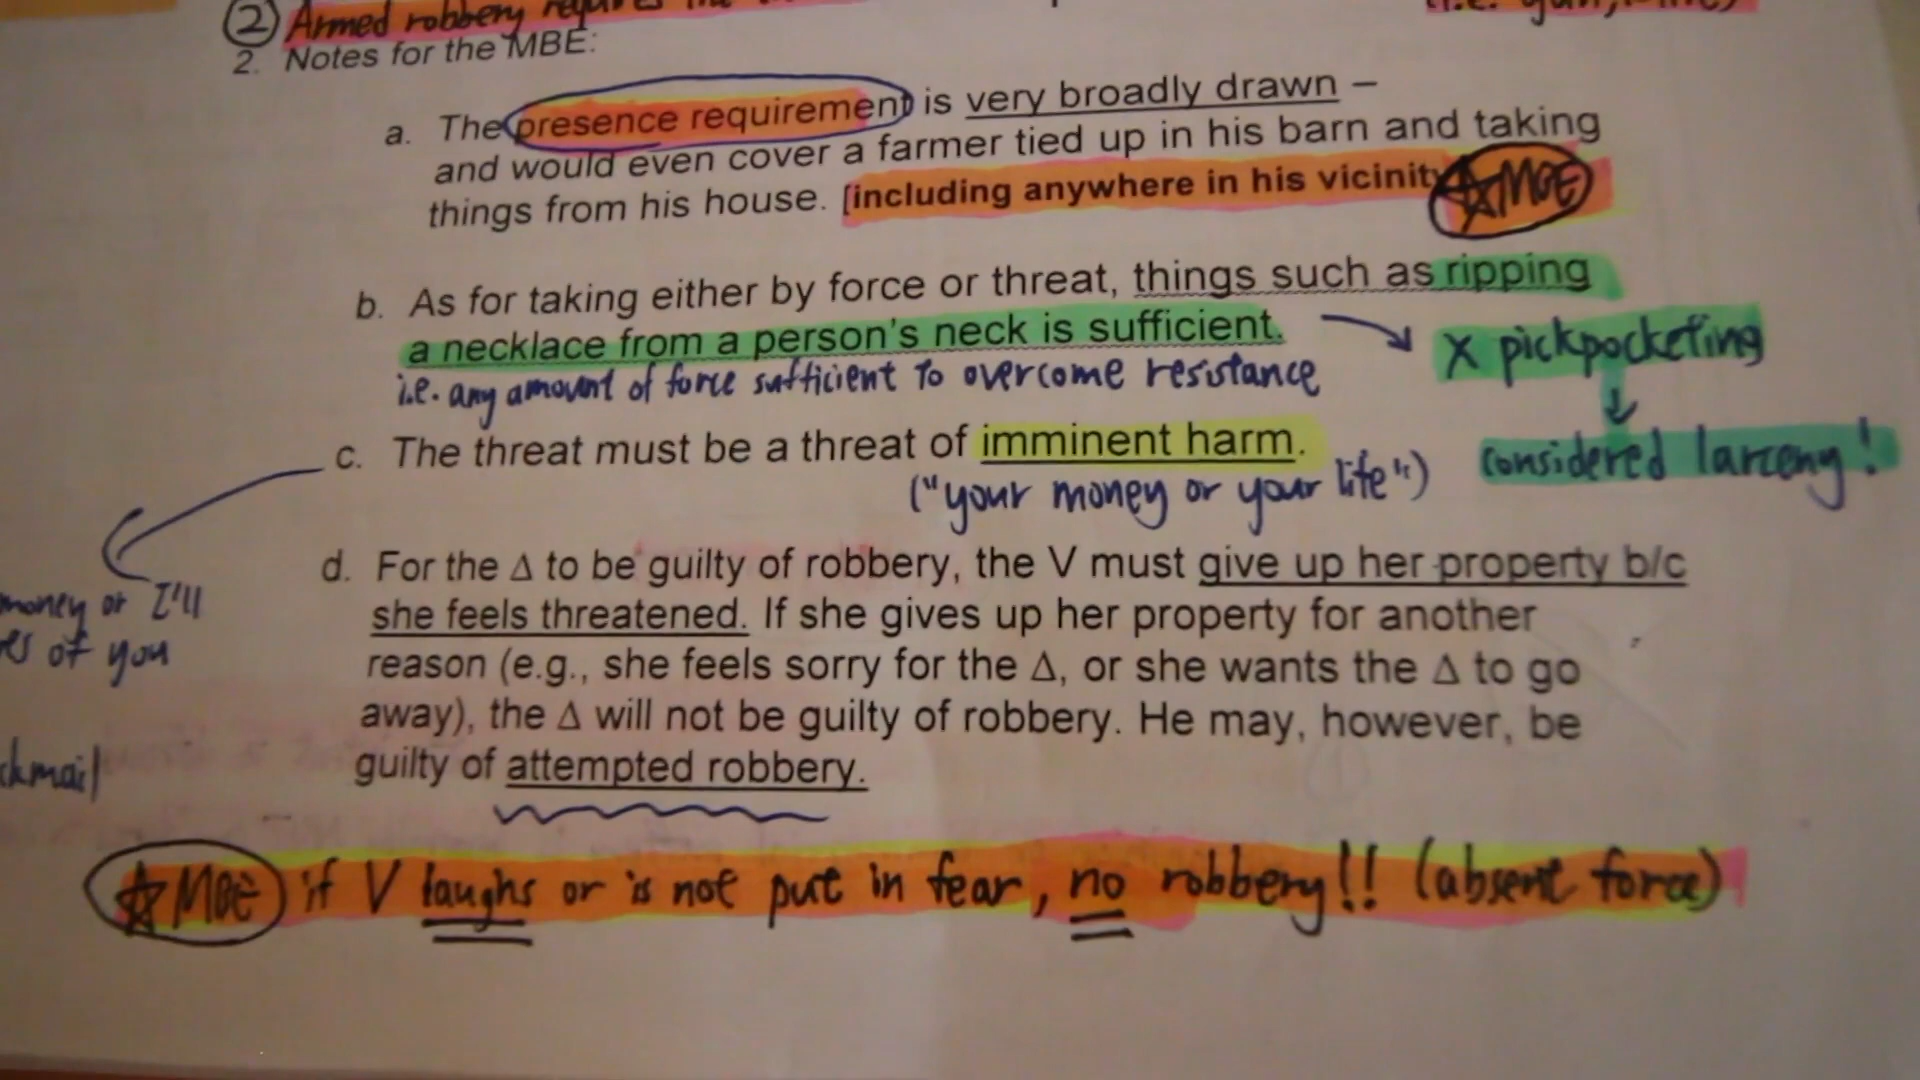 ② Armed robbery requires
2. Notes for the MBE:
a. The presence requirement is very broadly drawn –
and would even cover a farmer tied up in his barn and taking
things from his house. [including anywhere in his vicinity ☆MBE
b. As for taking either by force or threat, things such as ripping
a necklace from a person's neck is sufficient. → X pickpocketing
i.e. any amount of force sufficient to overcome resistance
↓
considered larceny!
c. The threat must be a threat of imminent harm.
("your money or your life")
money or I'll
of you
d. For the Δ to be guilty of robbery, the V must give up her property b/c
she feels threatened. If she gives up her property for another
reason (e.g., she feels sorry for the Δ, or she wants the Δ to go
away), the Δ will not be guilty of robbery. He may, however, be
guilty of attempted robbery.
ckmail
☆MBE if V laughs or is not put in fear, no robbery!! (absent force)